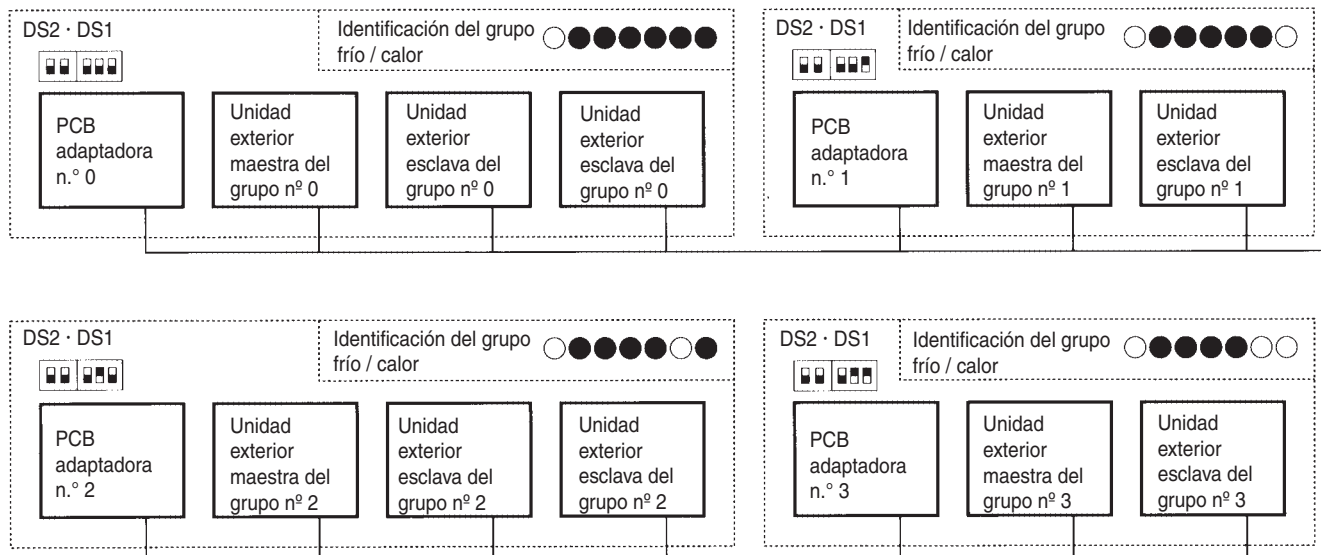 DS2 · DS1
Identificación del grupo
frío / calor
PCB
adaptadora
n.° 0
Unidad
exterior
maestra del
grupo nº 0
Unidad
exterior
esclava del
grupo nº 0
Unidad
exterior
esclava del
grupo nº 0
DS2 · DS1
Identificación del grupo
frío / calor
PCB
adaptadora
n.° 1
Unidad
exterior
maestra del
grupo nº 1
Unidad
exterior
esclava del
grupo nº 1
DS2 · DS1
Identificación del grupo
frío / calor
PCB
adaptadora
n.° 2
Unidad
exterior
maestra del
grupo nº 2
Unidad
exterior
esclava del
grupo nº 2
Unidad
exterior
esclava del
grupo nº 2
DS2 · DS1
Identificación del grupo
frío / calor
PCB
adaptadora
n.° 3
Unidad
exterior
maestra del
grupo nº 3
Unidad
exterior
esclava del
grupo nº 3